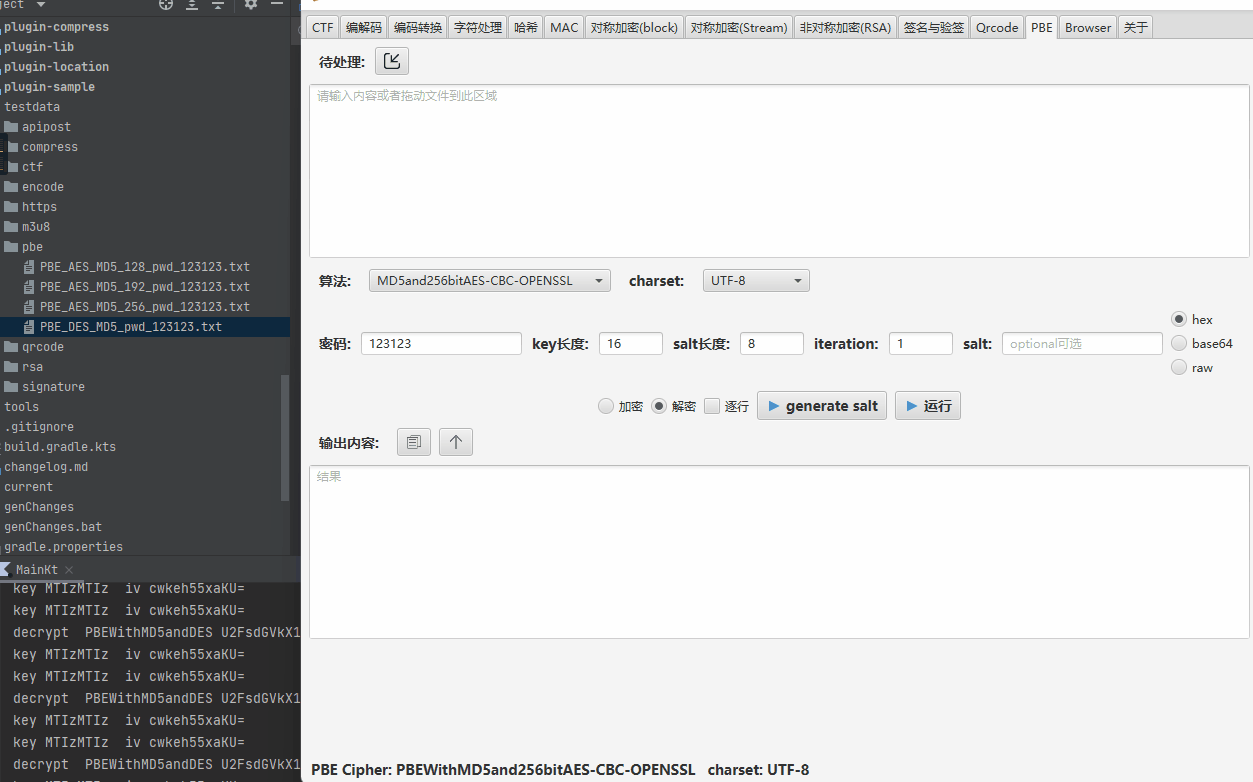 ject
plugin-compress
plugin-lib
plugin-location
plugin-sample
testdata
apipost
compress
ctf
encode
https
m3u8
pbe
PBE_AES_MD5_128_pwd_123123.txt
PBE_AES_MD5_192_pwd_123123.txt
PBE_AES_MD5_256_pwd_123123.txt
PBE_DES_MD5_pwd_123123.txt
qrcode
rsa
signature
tools
.gitignore
build.gradle.kts
changelog.md
current
genChanges
genChanges.bat
gradle.properties
MainKt
key MTIzMTIz  iv cwkeh55xaKU=
key MTIzMTIz  iv cwkeh55xaKU=
decrypt  PBEWithMD5andDES U2FsdGVkX1
key MTIzMTIz  iv cwkeh55xaKU=
key MTIzMTIz  iv cwkeh55xaKU=
decrypt  PBEWithMD5andDES U2FsdGVkX1
key MTIzMTIz  iv cwkeh55xaKU=
key MTIzMTIz  iv cwkeh55xaKU=
decrypt  PBEWithMD5andDES U2FsdGVkX1
CTF 编解码 编码转换 字符处理 哈希 MAC 对称加密(block) 对称加密(Stream) 非对称加密(RSA) 签名与验签 Qrcode PBE Browser 关于
待处理:
请输入内容或者拖动文件到此区域
算法: MD5and256bitAES-CBC-OPENSSL charset: UTF-8
密码: 123123 key长度: 16 salt长度: 8 iteration: 1 salt: optional可选
hex
base64
raw
加密 解密 逐行 generate salt 运行
输出内容:
结果
PBE Cipher: PBEWithMD5and256bitAES-CBC-OPENSSL charset: UTF-8